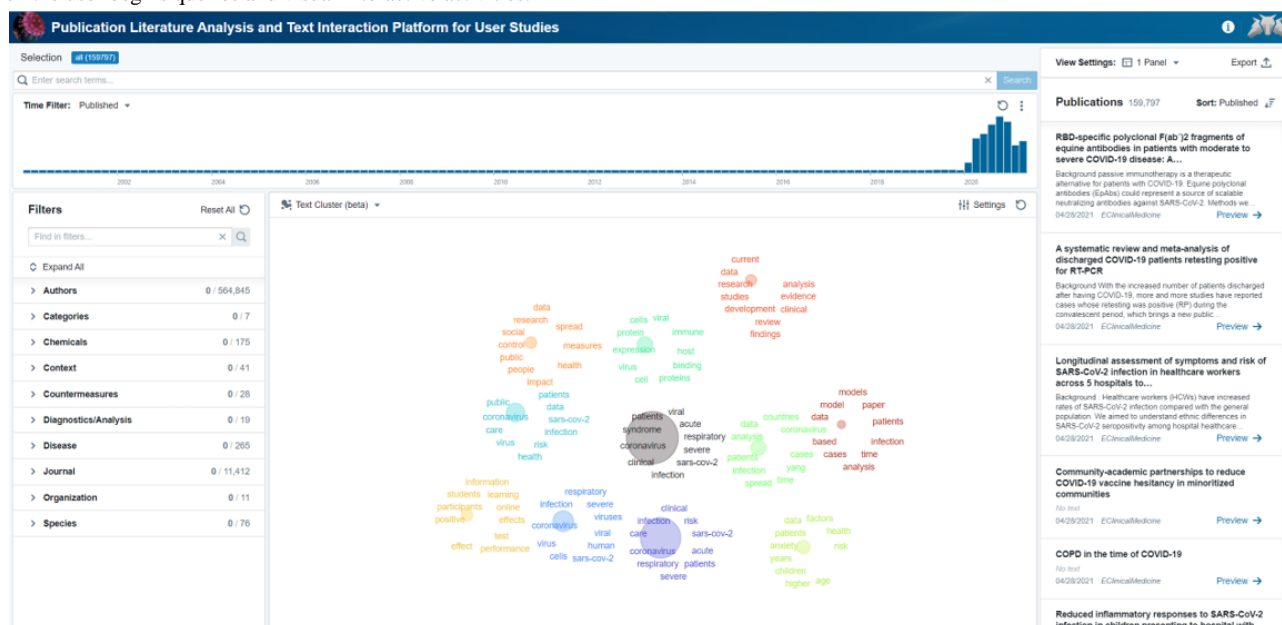 Publication Literature Analysis and Text Interaction Platform for User Studies
Selection all (159797)
Enter search terms...
Search
Time Filter: Published
2002 2004 2006 2008 2010 2012 2014 2016 2018 2020
Filters
Reset All
Find in filters...
Expand All
Authors 0 / 564,845
Categories 0 / 7
Chemicals 0 / 175
Context 0 / 41
Countermeasures 0 / 28
Diagnostics/Analysis 0 / 19
Disease 0 / 265
Journal 0 / 11,412
Organization 0 / 11
Species 0 / 76
Text Cluster (beta)
Settings
current
data
research analysis
studies evidence
development clinical
review
findings
data
research spread
social
control measures
public
people health
impact
cells viral
protein immune
expression host
virus binding
cell proteins
patients
public data
coronavirus sars-cov-2
care infection
virus risk
health
patients viral
syndrome acute
respiratory
coronavirus severe
clinical sars-cov-2
infection
countries
data coronavirus
analysis
patients cases
infection yang
spread time
models
model paper
data patients
based infection
cases time
analysis
information
students learning
participants online
positive effects
test
effect performance
respiratory
infection severe
coronavirus viruses
viral
virus human
cells sars-cov-2
clinical
infection risk
care sars-cov-2
coronavirus acute
respiratory patients
severe
data factors
patients health
anxiety risk
years
children
higher age
View Settings: 1 Panel
Export
Publications 159,797
Sort: Published
RBD-specific polyclonal F(ab´)2 fragments of
equine antibodies in patients with moderate to
severe COVID-19 disease: A...
Background passive immunotherapy is a therapeutic
alternative for patients with COVID-19. Equine polyclonal
antibodies (EpAbs) could represent a source of scalable
neutralizing antibodies against SARS-CoV-2. Methods we...
04/28/2021 EClinicalMedicine Preview
A systematic review and meta-analysis of
discharged COVID-19 patients retesting positive
for RT-PCR
Background With the increased number of patients discharged
after having COVID-19, more and more studies have reported
cases whose retesting was positive (RP) during the
convalescent period, which brings a new public...
04/28/2021 EClinicalMedicine Preview
Longitudinal assessment of symptoms and risk of
SARS-CoV-2 infection in healthcare workers
across 5 hospitals to...
Background : Healthcare workers (HCWs) have increased
rates of SARS-CoV-2 infection compared with the general
population. We aimed to understand ethnic differences in
SARS-CoV-2 seropositivity among hospital healthcare...
04/28/2021 EClinicalMedicine Preview
Community-academic partnerships to reduce
COVID-19 vaccine hesitancy in minoritized
communities
No text
04/28/2021 EClinicalMedicine Preview
COPD in the time of COVID-19
No text
04/28/2021 EClinicalMedicine Preview
Reduced inflammatory responses to SARS-CoV-2
infection in children presenting to hospital with